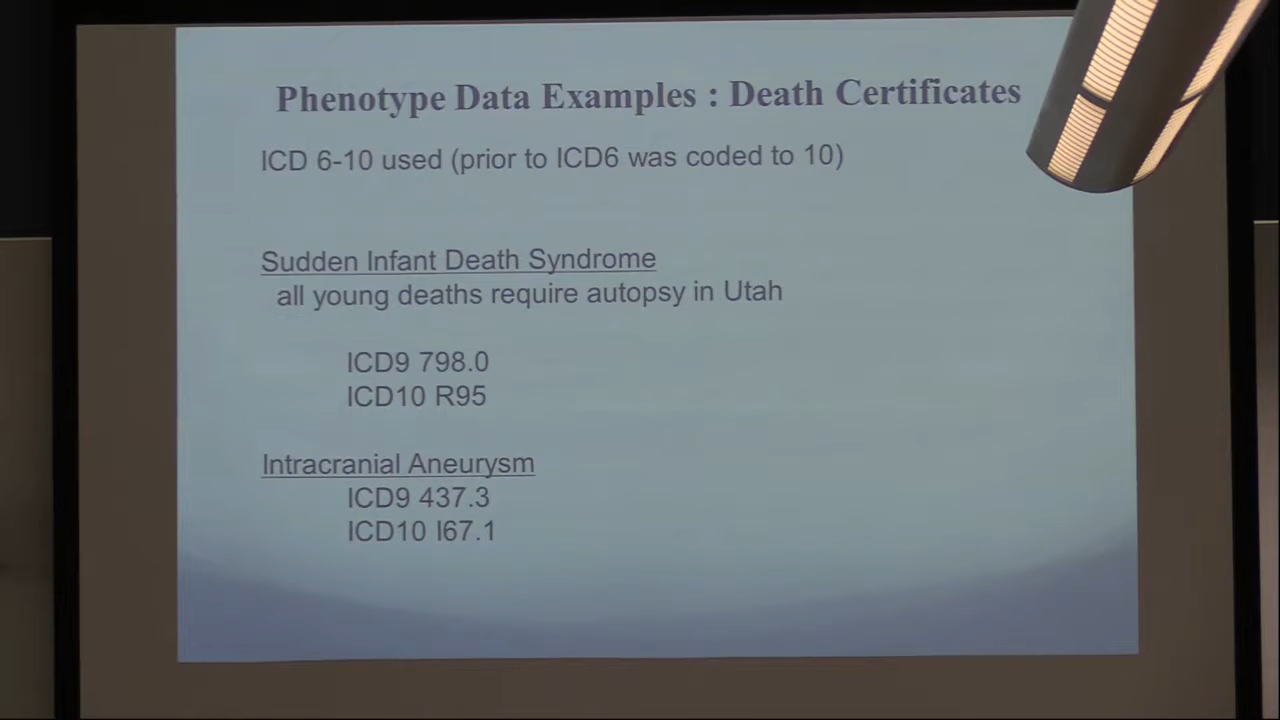 Phenotype Data Examples : Death Certificates
ICD 6-10 used (prior to ICD6 was coded to 10)
Sudden Infant Death Syndrome
all young deaths require autopsy in Utah
ICD9 798.0
ICD10 R95
Intracranial Aneurysm
ICD9 437.3
ICD10 I67.1